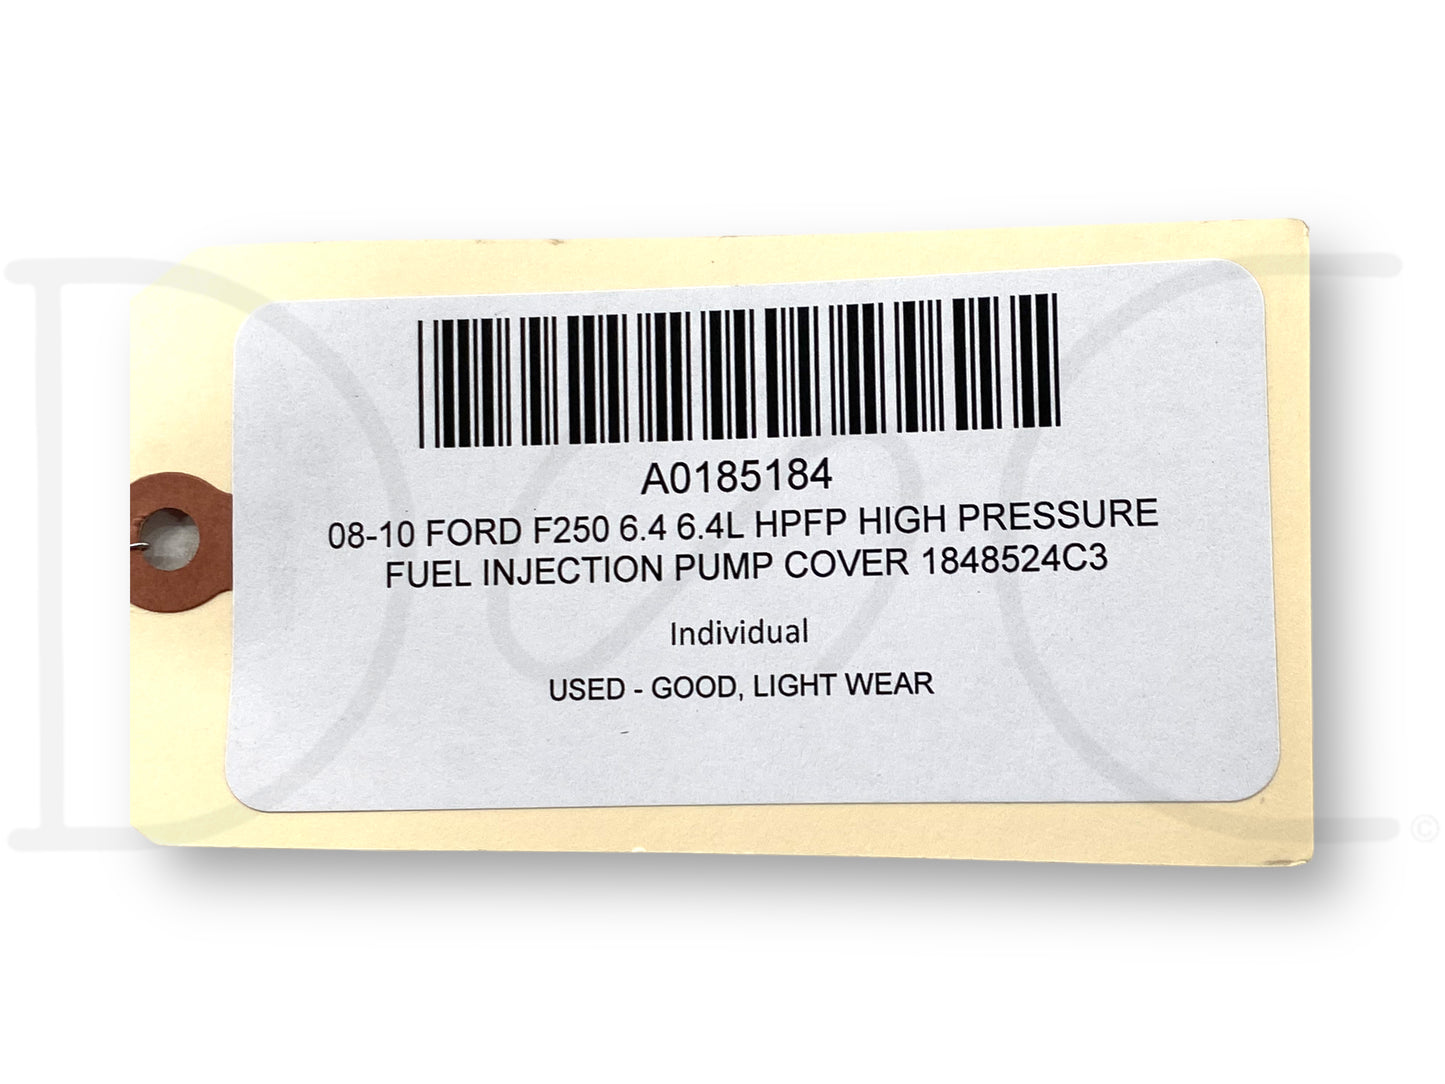 A0185184
08-10 FORD F250 6.4 6.4L HPFP HIGH PRESSURE
FUEL INJECTION PUMP COVER 1848524C3
Individual
USED - GOOD, LIGHT WEAR
©